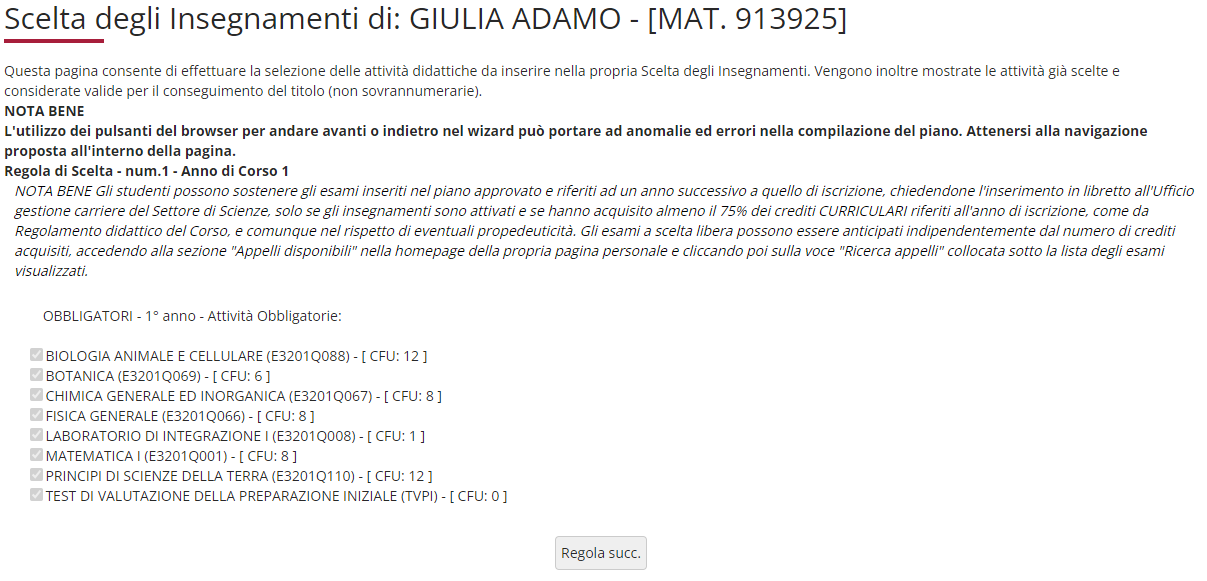 Scelta degli Insegnamenti di: GIULIA ADAMO - [MAT. 913925]
Questa pagina consente di effettuare la selezione delle attività didattiche da inserire nella propria Scelta degli Insegnamenti. Vengono inoltre mostrate le attività già scelte e
considerate valide per il conseguimento del titolo (non sovrannumerarie).
NOTA BENE
L'utilizzo dei pulsanti del browser per andare avanti o indietro nel wizard può portare ad anomalie ed errori nella compilazione del piano. Attenersi alla navigazione
proposta all'interno della pagina.
Regola di Scelta - num.1 - Anno di Corso 1
NOTA BENE Gli studenti possono sostenere gli esami inseriti nel piano approvato e riferiti ad un anno successivo a quello di iscrizione, chiedendone l'inserimento in libretto all'Ufficio
gestione carriere del Settore di Scienze, solo se gli insegnamenti sono attivati e se hanno acquisito almeno il 75% dei crediti CURRICULARI riferiti all'anno di iscrizione, come da
Regolamento didattico del Corso, e comunque nel rispetto di eventuali propedeuticità. Gli esami a scelta libera possono essere anticipati indipendentemente dal numero di crediti
acquisiti, accedendo alla sezione "Appelli disponibili" nella homepage della propria pagina personale e cliccando poi sulla voce "Ricerca appelli" collocata sotto la lista degli esami
visualizzati.
OBBLIGATORI - 1° anno - Attività Obbligatorie:
BIOLOGIA ANIMALE E CELLULARE (E3201Q088) - [ CFU: 12 ]
BOTANICA (E3201Q069) - [ CFU: 6 ]
CHIMICA GENERALE ED INORGANICA (E3201Q067) - [ CFU: 8 ]
FISICA GENERALE (E3201Q066) - [ CFU: 8 ]
LABORATORIO DI INTEGRAZIONE I (E3201Q008) - [ CFU: 1 ]
MATEMATICA I (E3201Q001) - [ CFU: 8 ]
PRINCIPI DI SCIENZE DELLA TERRA (E3201Q110) - [ CFU: 12 ]
TEST DI VALUTAZIONE DELLA PREPARAZIONE INIZIALE (TVPI) - [ CFU: 0 ]
Regola succ.